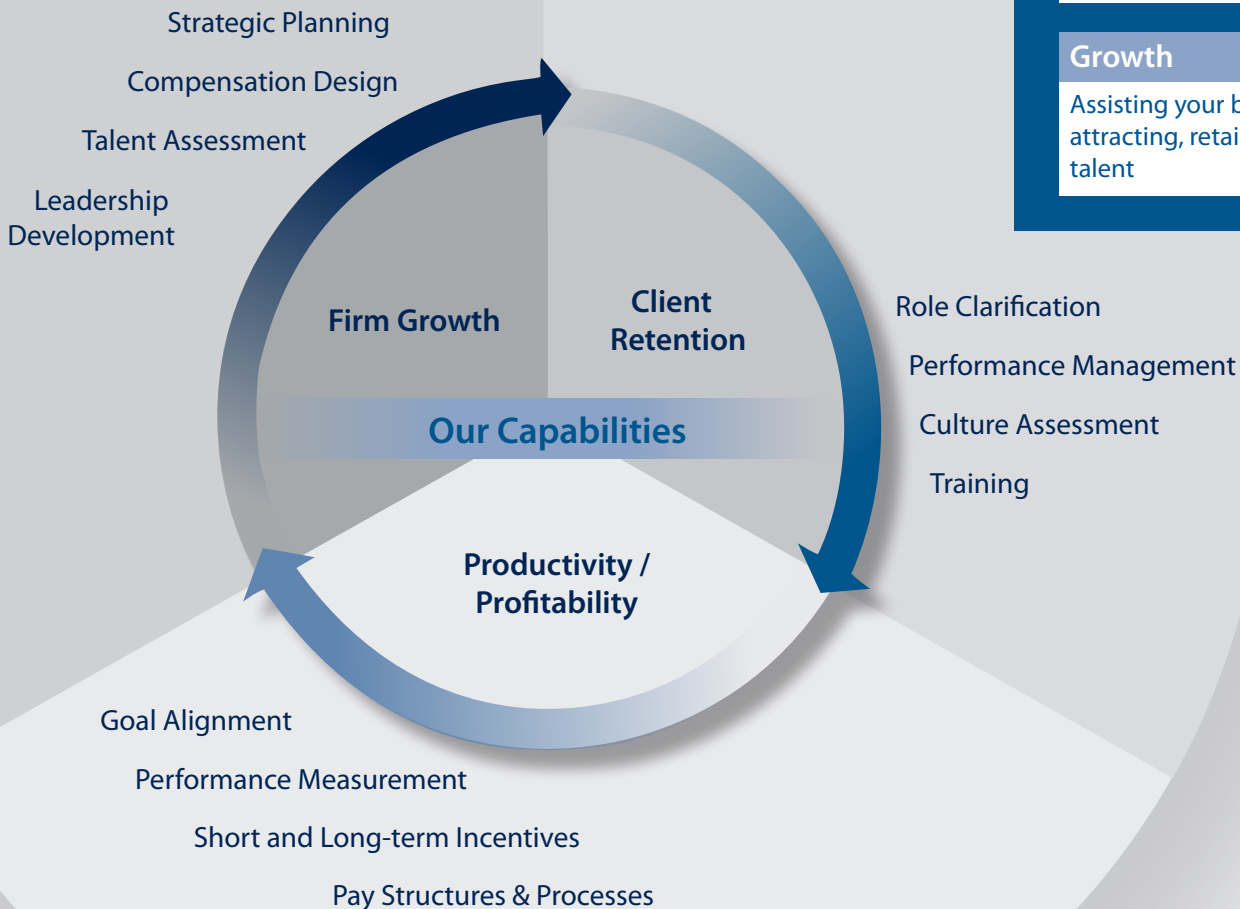 Strategic Planning
Compensation Design
Talent Assessment
Leadership
Development
Firm Growth
Client
Retention
Our Capabilities
Productivity /
Profitability
Role Clarification
Performance Management
Culture Assessment
Training
Goal Alignment
Performance Measurement
Short and Long-term Incentives
Pay Structures & Processes
Growth
Assisting your
attracting,
talent